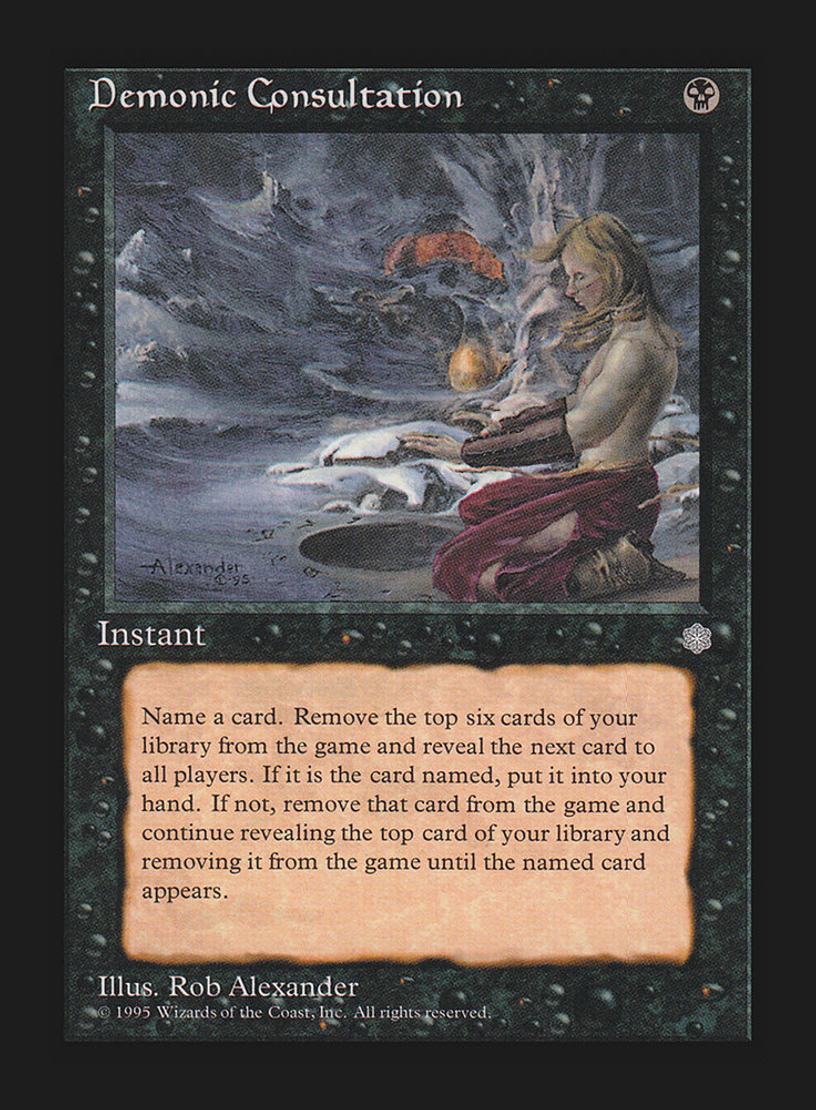 Demonic Consultation
Alexander
© 95
Instant
Name a card. Remove the top six cards of your
library from the game and reveal the next card to
all players. If it is the card named, put it into your
hand. If not, remove that card from the game and
continue revealing the top card of your library and
removing it from the game until the named card
appears.
Illus. Rob Alexander
© 1995 Wizards of the Coast, Inc. All rights reserved.